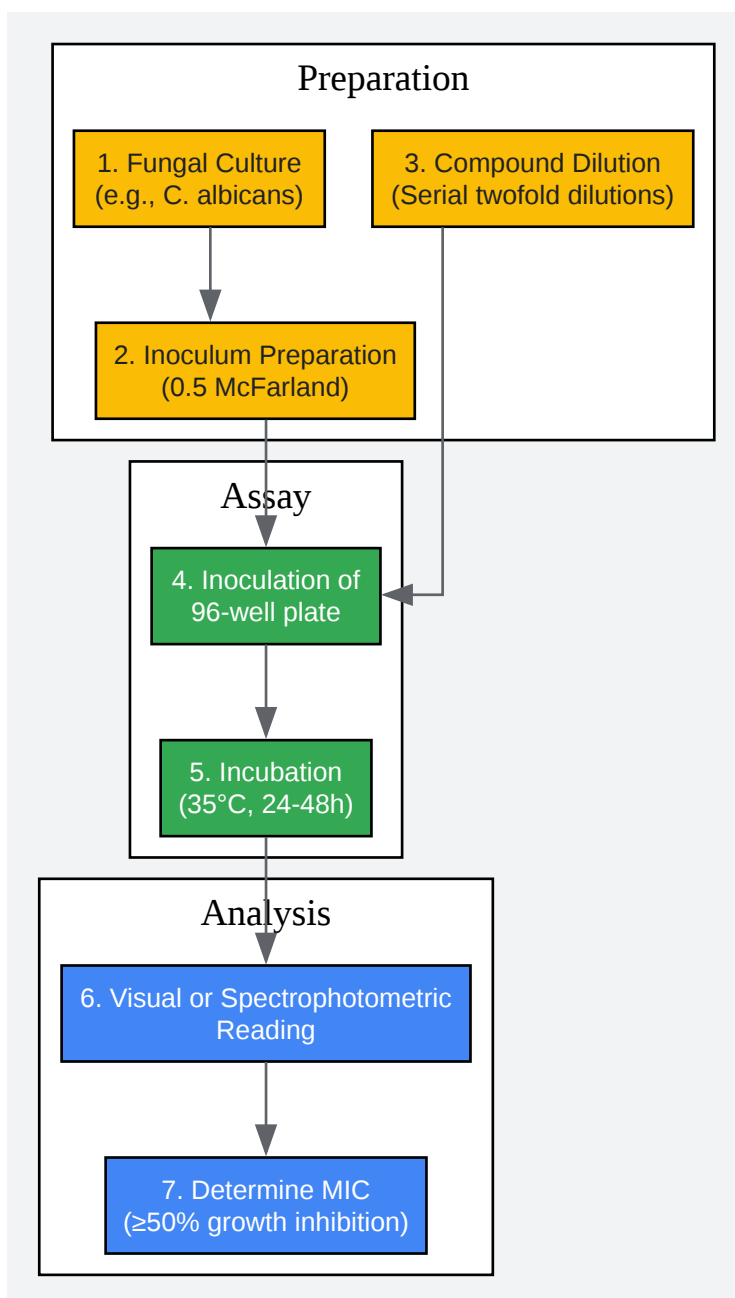 Preparation
1. Fungal Culture
(e.g., C. albicans)
3. Compound Dilution
(Serial twofold dilutions)
2. Inoculum Preparation
(0.5 McFarland)
Assay
4. Inoculation of
96-well plate
5. Incubation
(35°C, 24-48h)
Analysis
6. Visual or Spectrophotometric
Reading
7. Determine MIC
(≥50% growth inhibition)